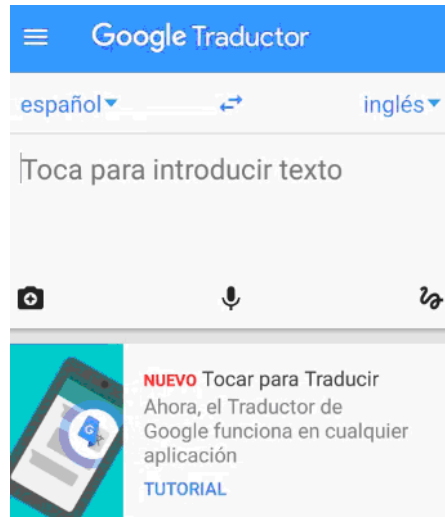 Google Traductor
español inglés
Toca para introducir texto
NUEVO Tocar para Traducir
Ahora, el Traductor de
Google funciona en cualquier
aplicación
TUTORIAL